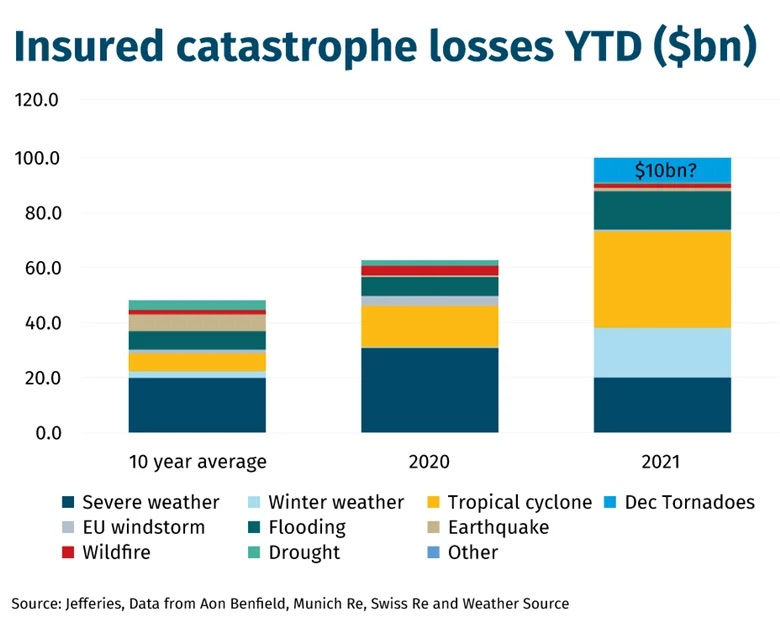 Insured catastrophe losses YTD ($bn)
120.0
100.0
$10bn?
80.0
60.0
40.0
20.0
0.0
10 year average 2020 2021
Severe weather Winter weather Tropical cyclone Dec Tornadoes
EU windstorm Flooding Earthquake
Wildfire Drought Other
Source: Jefferies, Data from Aon Benfield, Munich Re, Swiss Re and Weather Source